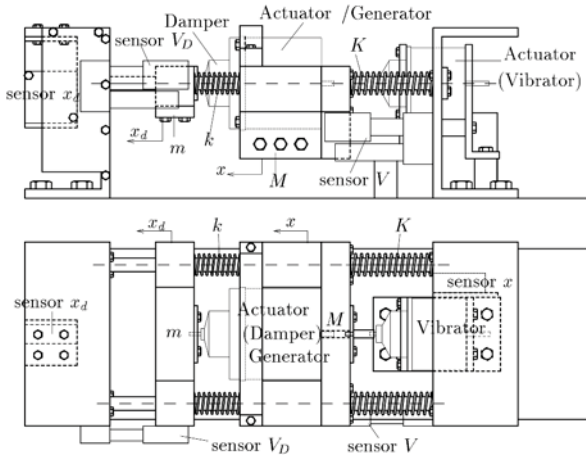 Actuator /Generator
Damper
sensor V_D
K
Actuator
(Vibrator)
sensor x_d
x_d
m
k
x
M
sensor V
x_d
k
x
K
sensor x
sensor x_d
m
Actuator
(Damper)
Generator
M
Vibrator
sensor V_D
sensor V